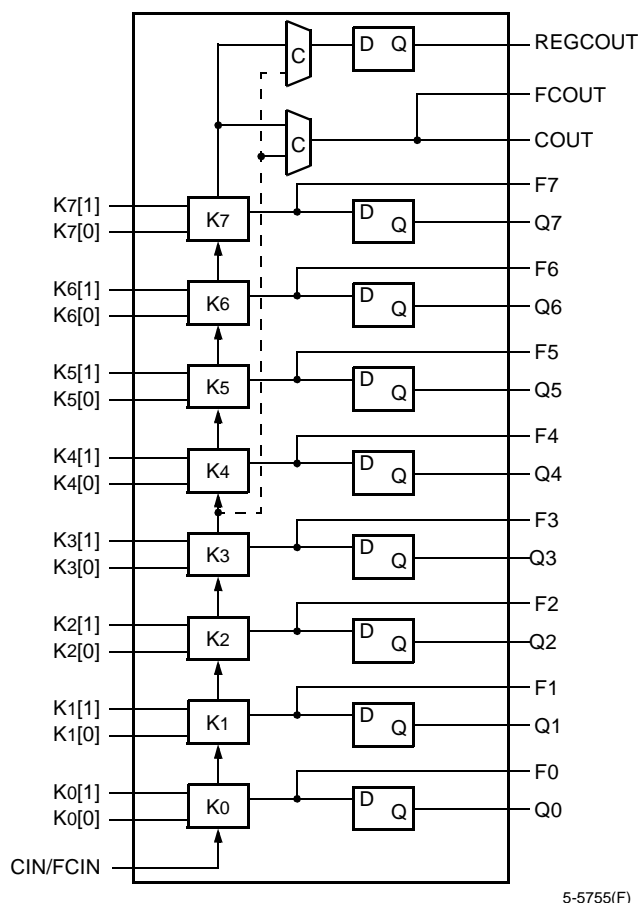 C
D Q
REGCOUT
FCOUT
C
COUT
F7
K7[1]
K7[0]
K7
D Q
Q7
F6
K6[1]
K6[0]
K6
D Q
Q6
F5
K5[1]
K5[0]
K5
D Q
Q5
F4
K4[1]
K4[0]
K4
D Q
Q4
F3
K3[1]
K3[0]
K3
D Q
Q3
F2
K2[1]
K2[0]
K2
D Q
Q2
F1
K1[1]
K1[0]
K1
D Q
Q1
F0
K0[1]
K0[0]
K0
D Q
Q0
CIN/FCIN
5-5755(F)